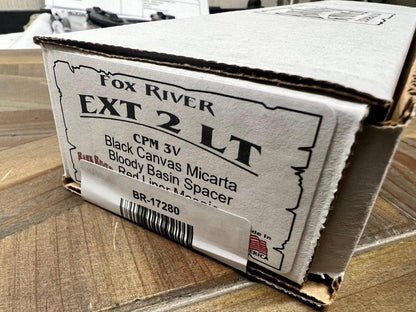 FOX RIVER
EXT 2 LT
CPM 3V
Black Canvas Micarta
Bloody Basin Spacer
Red Liner
BR-17280